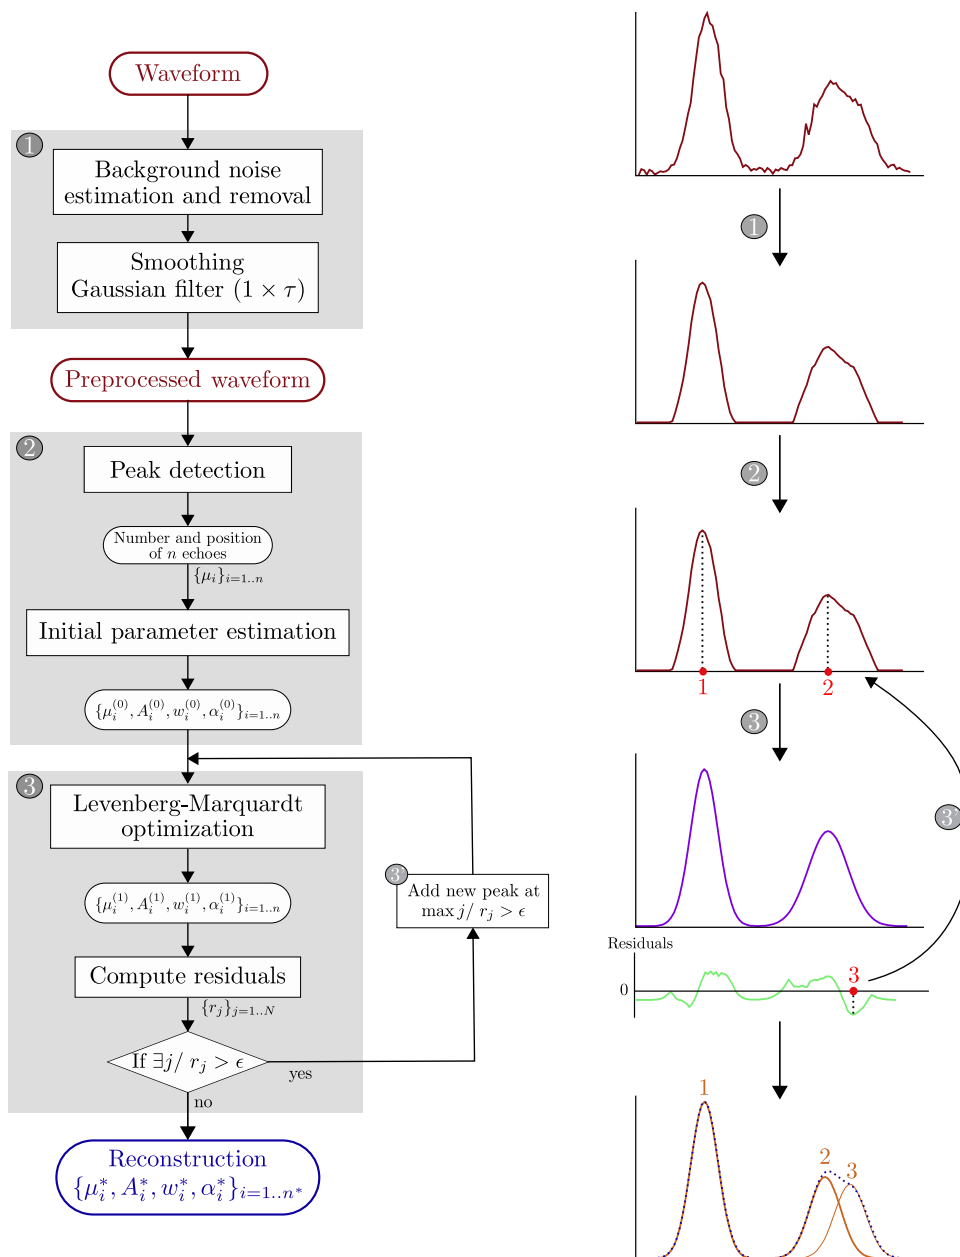 Waveform
1
Background noise
estimation and removal
Smoothing
Gaussian filter (1 × τ)
Preprocessed waveform
2
Peak detection
Number and position
of n echoes
{μ_i}_{i=1..n}
Initial parameter estimation
{μ_i^{(0)}, A_i^{(0)}, w_i^{(0)}, α_i^{(0)}}_{i=1..n}
3
Levenberg-Marquardt
optimization
{μ_i^{(1)}, A_i^{(1)}, w_i^{(1)}, α_i^{(1)}}_{i=1..n}
Compute residuals
{r_j}_{j=1..N}
If ∃j/ r_j > ϵ
yes
no
3'
Add new peak at
max j/ r_j > ϵ
Reconstruction
{μ_i^*, A_i^*, w_i^*, α_i^*}_{i=1..n^*}
1
2
1
2
3
3'
Residuals
0
3
1
2
3